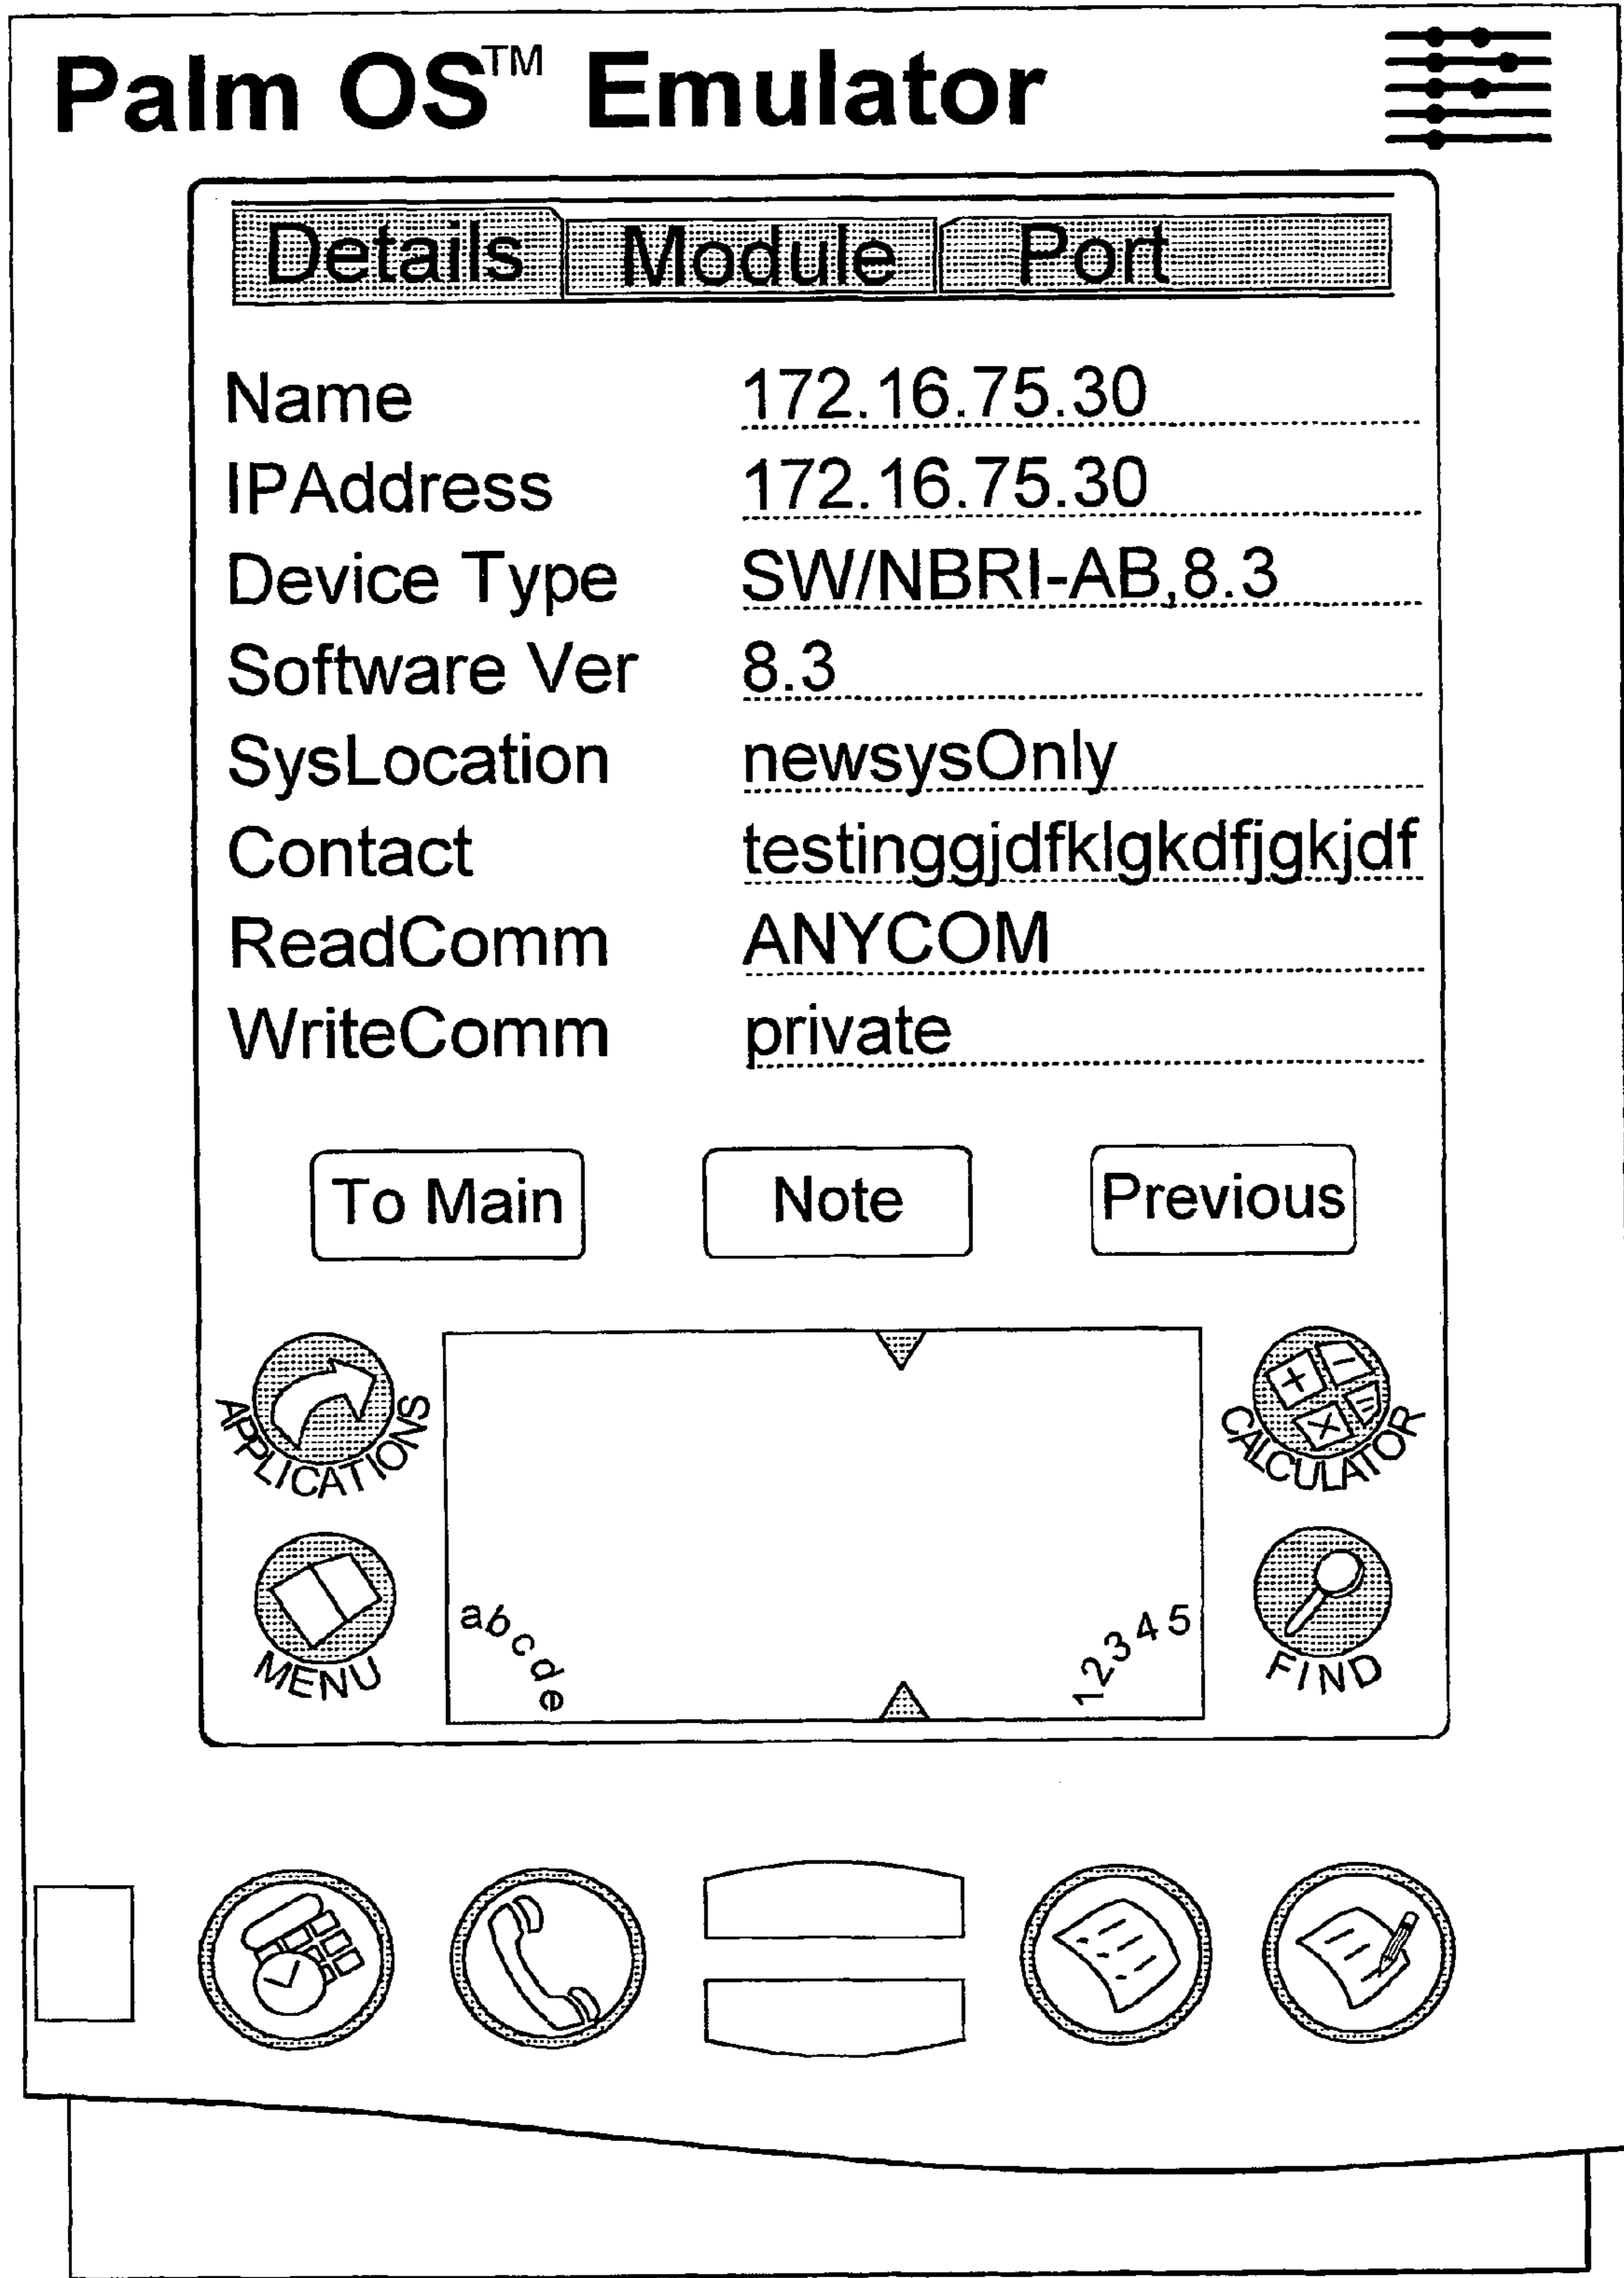 Palm OS™ Emulator
Details Module Port
Name 172.16.75.30
IPAddress 172.16.75.30
Device Type SW/NBRI-AB,8.3
Software Ver 8.3
SysLocation newsysOnly
Contact testinggjdfklgkdfjgkjdf
ReadComm ANYCOM
WriteComm private
To Main Note Previous
APPLICATIONS CALCULATOR
+ - × =
abcde 12345
MENU FIND